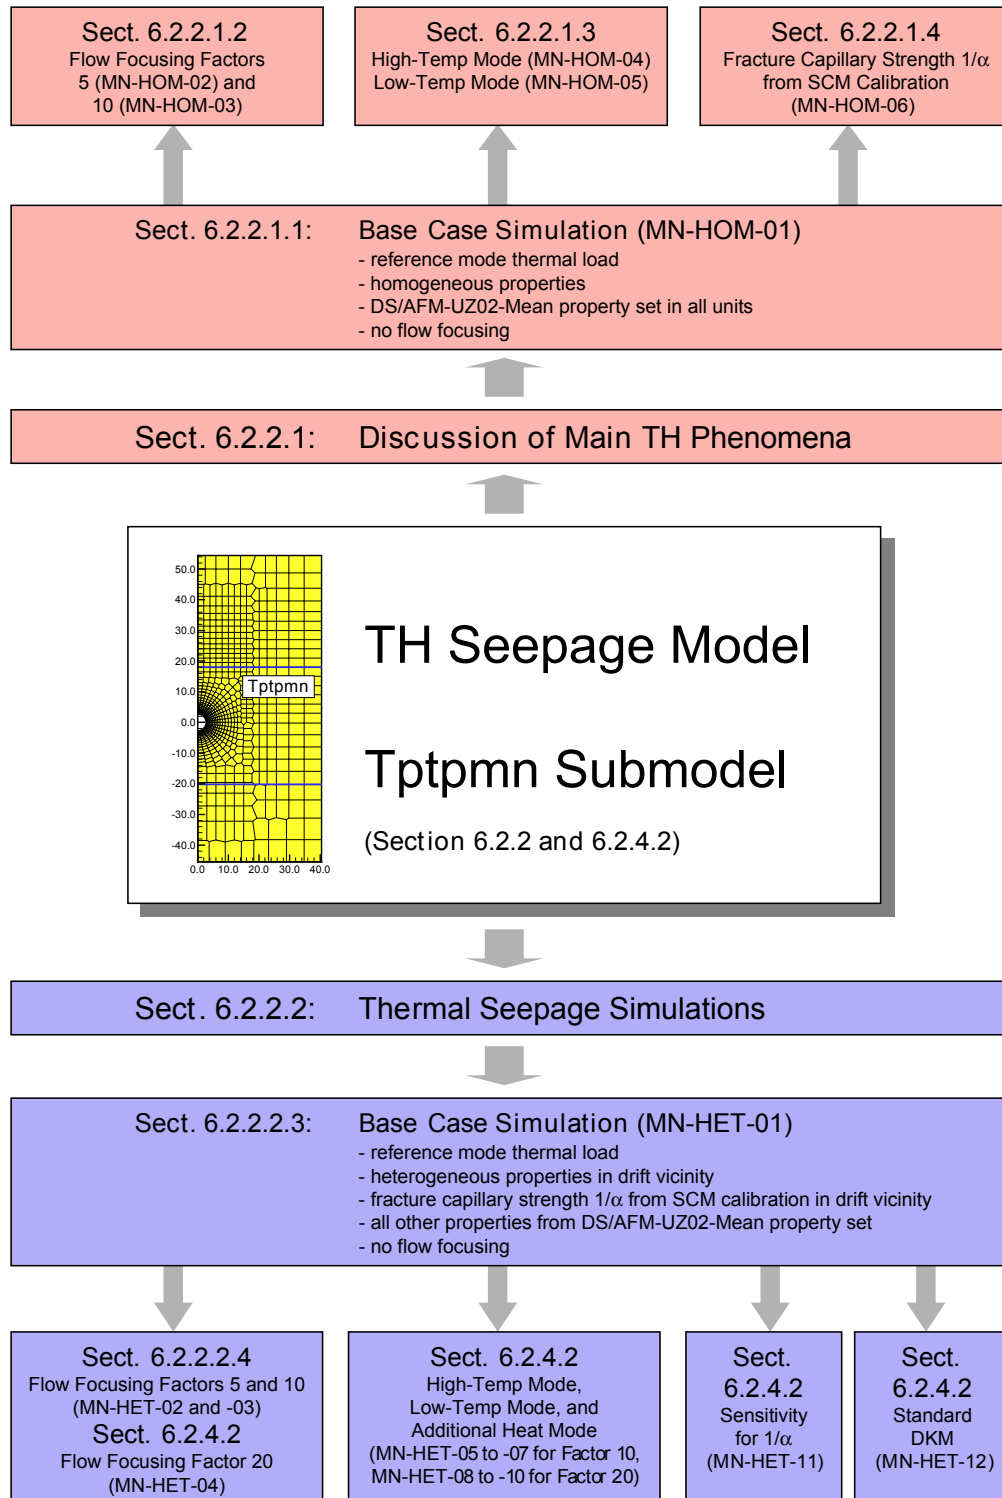 Sect. 6.2.2.1.2
Flow Focusing Factors
5 (MN-HOM-02) and
10 (MN-HOM-03)
Sect. 6.2.2.1.3
High-Temp Mode (MN-HOM-04)
Low-Temp Mode (MN-HOM-05)
Sect. 6.2.2.1.4
Fracture Capillary Strength 1/α
from SCM Calibration
(MN-HOM-06)
Sect. 6.2.2.1.1: Base Case Simulation (MN-HOM-01)
- reference mode thermal load
- homogeneous properties
- DS/AFM-UZ02-Mean property set in all units
- no flow focusing
Sect. 6.2.2.1: Discussion of Main TH Phenomena
50.0
40.0
30.0
20.0
10.0
0.0
-10.0
-20.0
-30.0
-40.0
0.0 10.0 20.0 30.0 40.0
Tptpmn
TH Seepage Model
Tptpmn Submodel
(Section 6.2.2 and 6.2.4.2)
Sect. 6.2.2.2: Thermal Seepage Simulations
Sect. 6.2.2.2.3: Base Case Simulation (MN-HET-01)
- reference mode thermal load
- heterogeneous properties in drift vicinity
- fracture capillary strength 1/α from SCM calibration in drift vicinity
- all other properties from DS/AFM-UZ02-Mean property set
- no flow focusing
Sect. 6.2.2.2.4
Flow Focusing Factors 5 and 10
(MN-HET-02 and -03)
Sect. 6.2.4.2
Flow Focusing Factor 20
(MN-HET-04)
Sect. 6.2.4.2
High-Temp Mode,
Low-Temp Mode, and
Additional Heat Mode
(MN-HET-05 to -07 for Factor 10,
MN-HET-08 to -10 for Factor 20)
Sect.
6.2.4.2
Sensitivity
for 1/α
(MN-HET-11)
Sect.
6.2.4.2
Standard
DKM
(MN-HET-12)